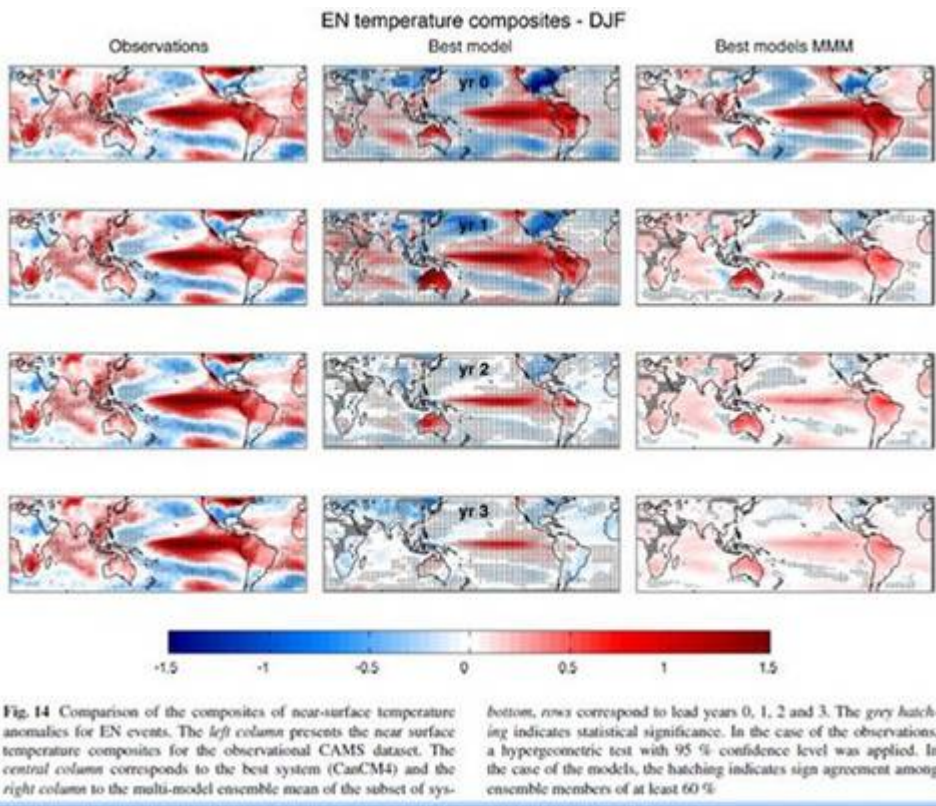 EN temperature composites - DJF
Observations
Best model
Best models MMM
yr 0
yr 1
yr 2
yr 3
-1.5 -1 -0.5 0 0.5 1 1.5
Fig. 14 Comparison of the composites of near-surface temperature
anomalies for EN events. The left column presents the near surface
temperature composites for the observational CAMS dataset. The
central column corresponds to the best system (CanCM4) and the
right column to the multi-model ensemble mean of the subset of sys-
bottom, rows correspond to lead years 0, 1, 2 and 3. The grey hatch-
ing indicates statistical significance. In the case of the observations,
a hypergeometric test with 95 % confidence level was applied. In
the case of the models, the hatching indicates sign agreement among
ensemble members of at least 60 %